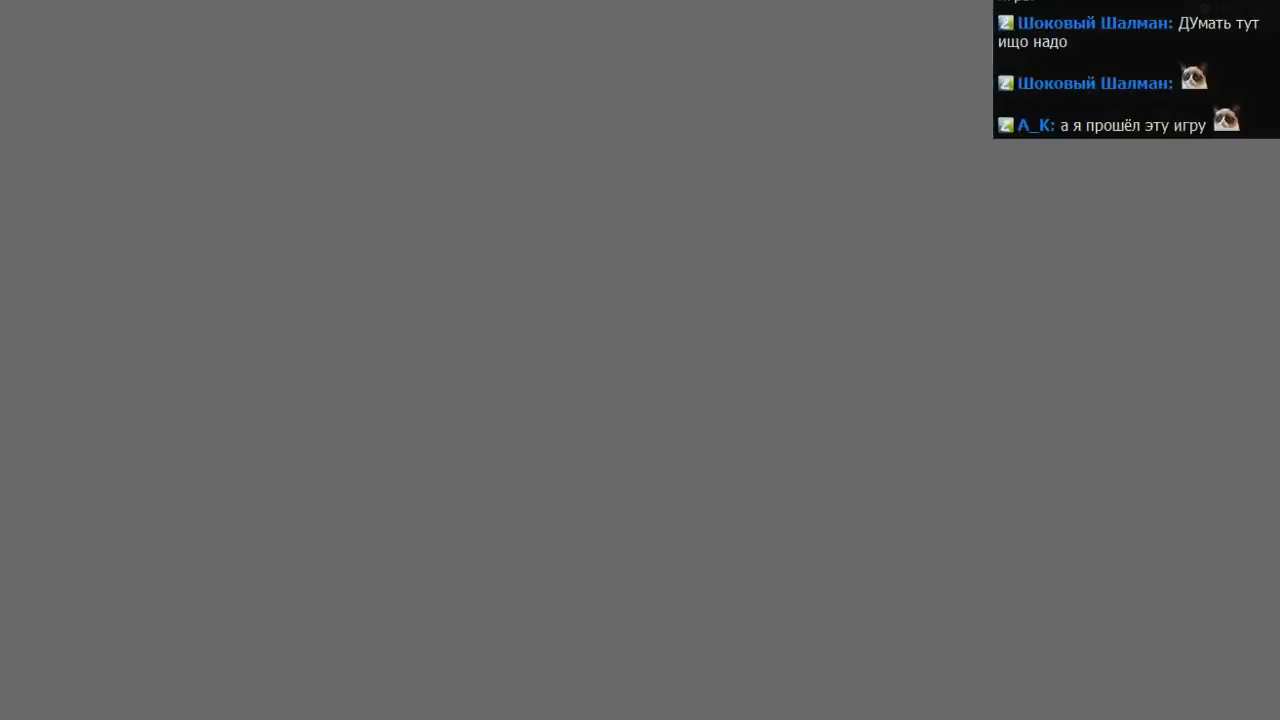 Шоковый Шалман: ДУмать тут
ищо надо
Шоковый Шалман:
A_K: а я прошёл эту игру